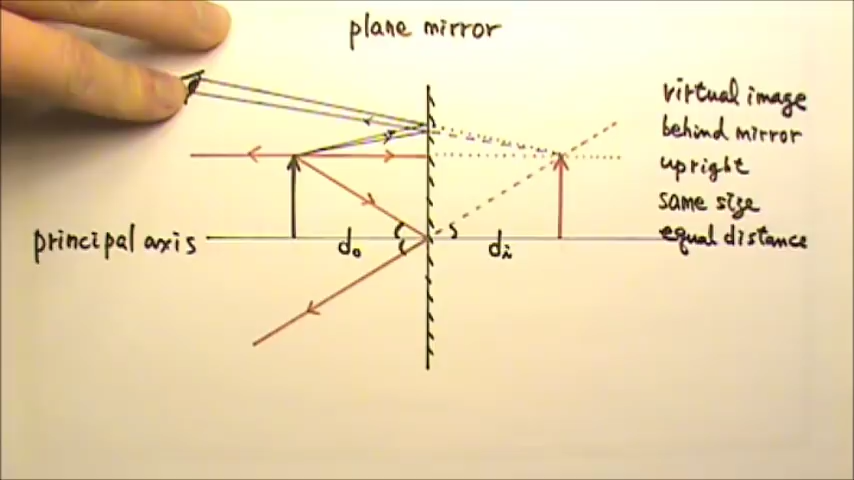 plane mirror
virtual image
behind mirror
upright
same size
equal distance
principal axis
do
di